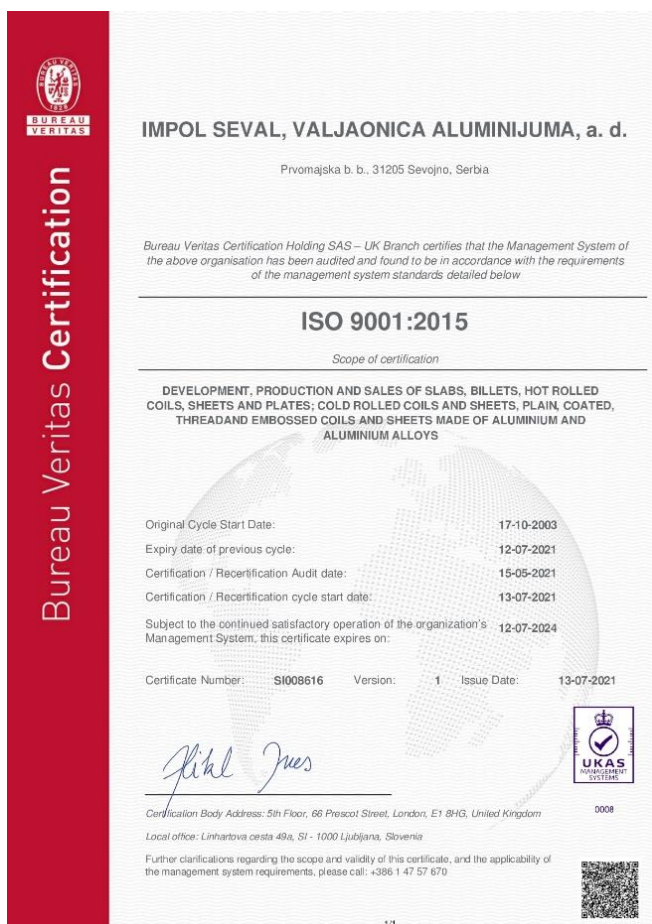 BUREAU
VERITAS
Bureau Veritas Certification
IMPOL SEVAL, VALJAONICA ALUMINIJUMA, a. d.
Prvomajska b. b., 31205 Sevojno, Serbia
Bureau Veritas Certification Holding SAS – UK Branch certifies that the Management System of
the above organisation has been audited and found to be in accordance with the requirements
of the management system standards detailed below
ISO 9001:2015
Scope of certification
DEVELOPMENT, PRODUCTION AND SALES OF SLABS, BILLETS, HOT ROLLED
COILS, SHEETS AND PLATES; COLD ROLLED COILS AND SHEETS, PLAIN, COATED,
THREADAND EMBOSSED COILS AND SHEETS MADE OF ALUMINIUM AND
ALUMINIUM ALLOYS
Original Cycle Start Date: 17-10-2003
Expiry date of previous cycle: 12-07-2021
Certification / Recertification Audit date: 15-05-2021
Certification / Recertification cycle start date: 13-07-2021
Subject to the continued satisfactory operation of the organization's
Management System, this certificate expires on: 12-07-2024
Certificate Number: SI008616 Version: 1 Issue Date: 13-07-2021
UKAS
MANAGEMENT
SYSTEMS
0008
Certification Body Address: 5th Floor, 66 Prescot Street, London, E1 8HG, United Kingdom
Local office: Linhartova cesta 49a, SI - 1000 Ljubljana, Slovenia
Further clarifications regarding the scope and validity of this certificate, and the applicability of
the management system requirements, please call: +386 1 47 57 670
1/1